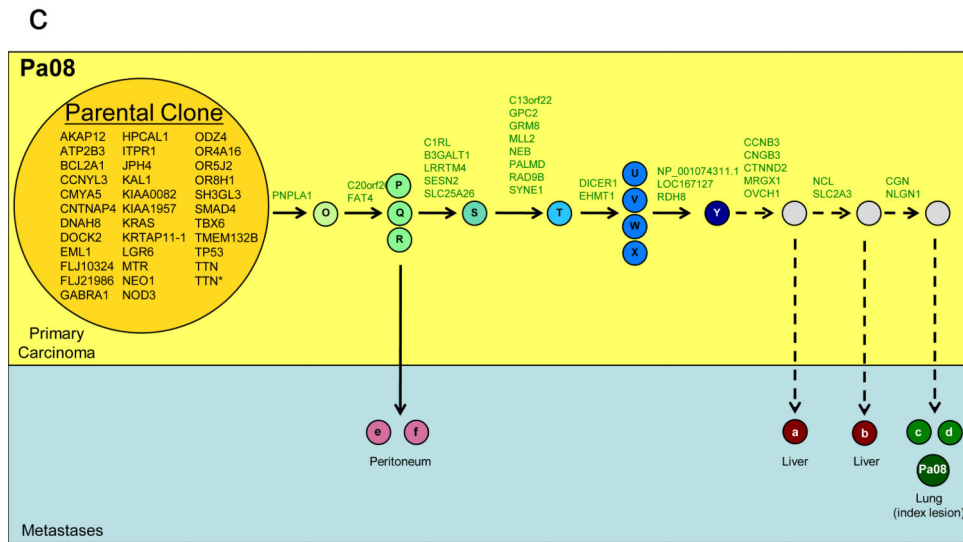 C
Pa08
Parental Clone
AKAP12 HPCAL1 ODZ4
ATP2B3 ITPR1 OR4A16
BCL2A1 JPH4 OR5J2
CCNYL3 KAL1 OR8H1
CMYA5 KIAA0082 SH3GL3
CNTNAP4 KIAA1957 SMAD4
DNAH8 KRAS TBX6
DOCK2 KRTAP11-1 TMEM132B
EML1 LGR6 TP53
FLJ10324 MTR TTN
FLJ21986 NEO1 TTN*
GABRA1 NOD3
Primary
Carcinoma
PNPLA1
O
FAT4
P
Q
R
C1RL
B3GALT1
LRRTM4
SESN2
SLC25A26
S
C13orf22
GPC2
GRM8
MLL2
NEB
PALMD
RAD9B
SYNE1
T
DICER1
EHMT1
U
V
W
X
NP_001074311.1
LOC167127
RDH8
Y
CCNB3
CNGB3
CTNND2
MRGX1
OVCH1
NCL
SLC2A3
CGN
NLGN1
e f
Peritoneum
a
Liver
b
Liver
c d
Pa08
Lung
(index lesion)
Metastases